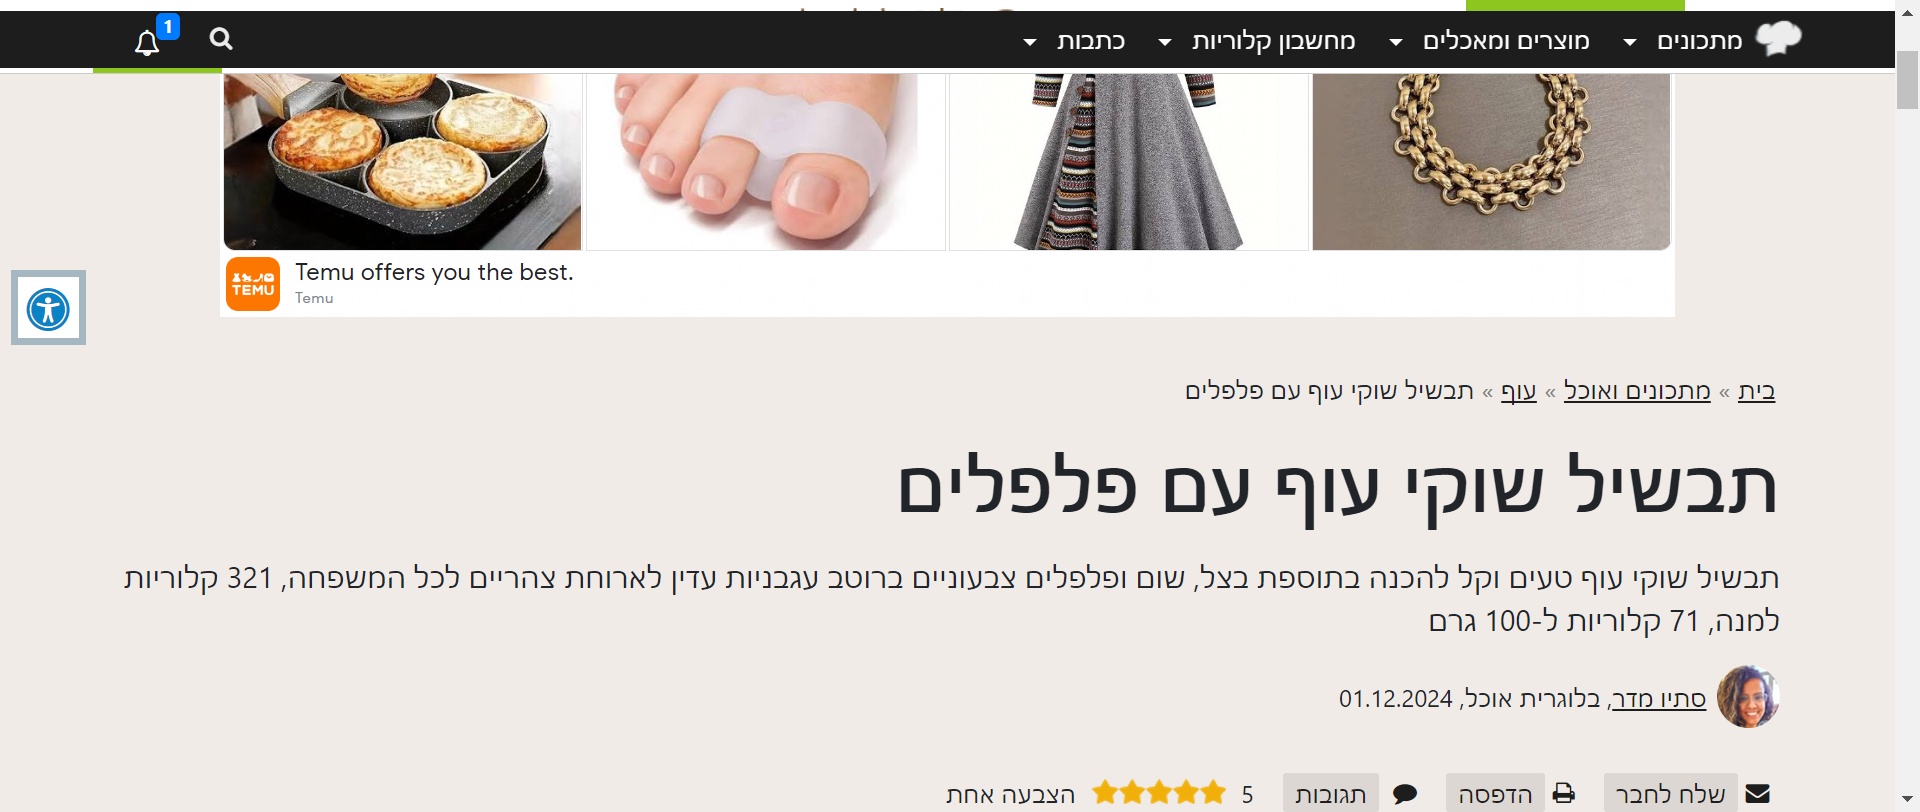 מתכונים
מוצרים ומאכלים
מחשבון קלוריות
כתבות
1
Temu offers you the best.
TEMU
Temu
בית » מתכונים ואוכל » עוף » תבשיל שוקי עוף עם פלפלים
תבשיל שוקי עוף עם פלפלים
תבשיל שוקי עוף טעים וקל להכנה בתוספת בצל, שום ופלפלים צבעוניים ברוטב עגבניות עדין לארוחת צהריים לכל המשפחה, 321 קלוריות
למנה, 71 קלוריות ל-100 גרם
סתיו מדר, בלוגרית אוכל, 01.12.2024
שלח לחבר
הדפסה
תגובות
5 הצבעה אחת